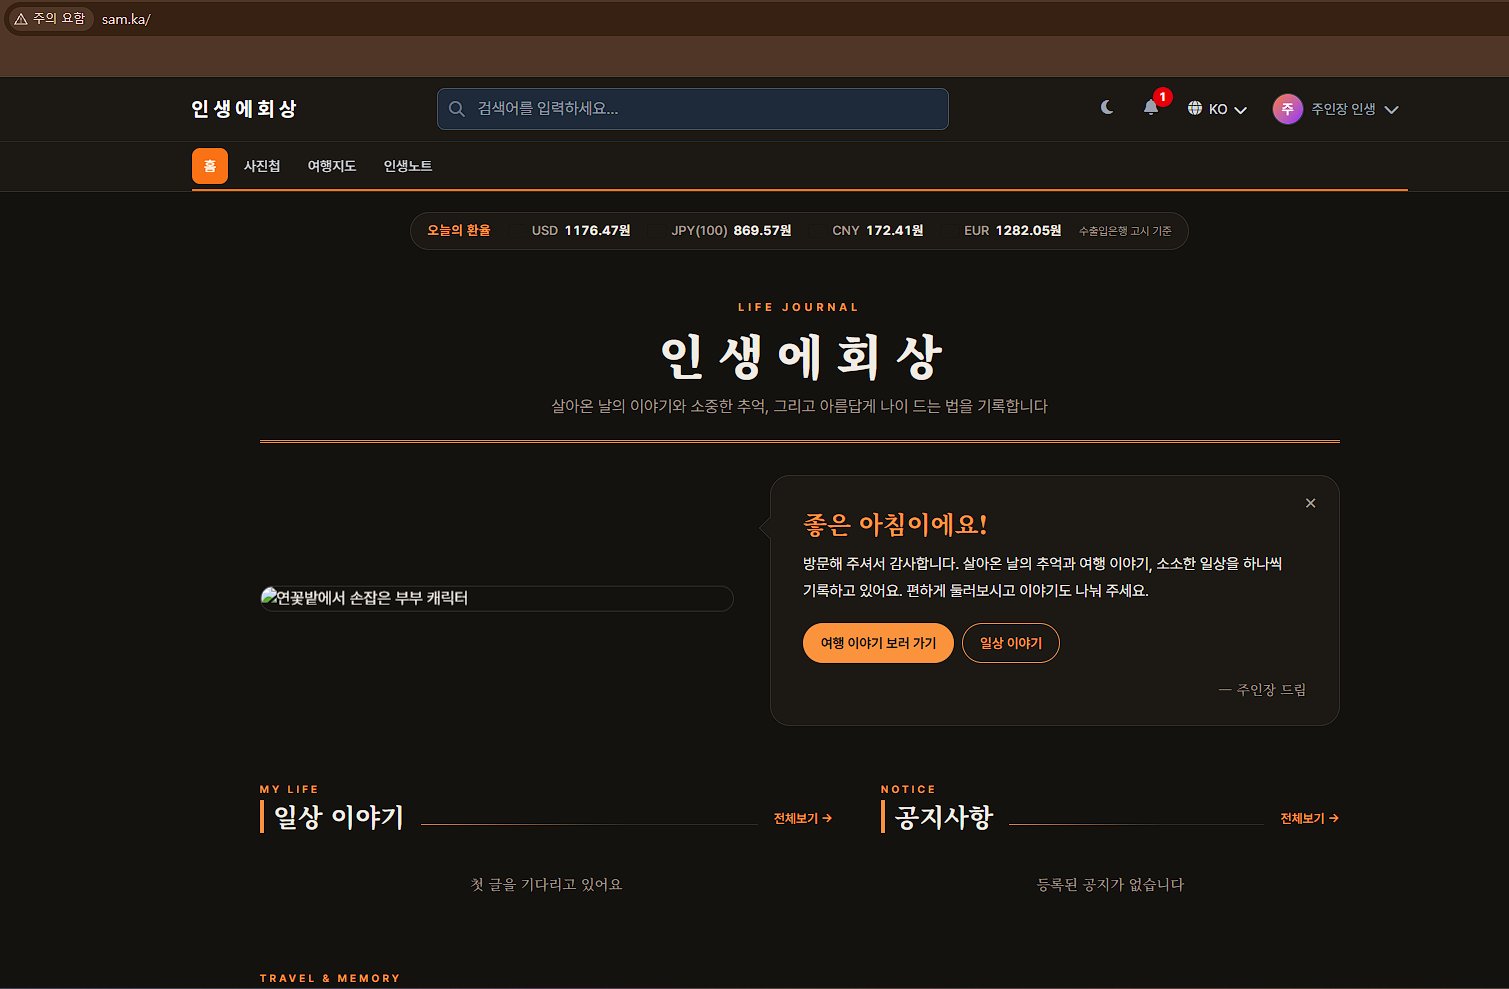 주의 요함 sam.ka/
인생에회상
검색어를 입력하세요...
1
KO
주
주인장 인생
홈 사진첩 여행지도 인생노트
오늘의 환율 USD 1176.47원 JPY(100) 869.57원 CNY 172.41원 EUR 1282.05원 수출입은행 고시 기준
LIFE JOURNAL
인생에회상
살아온 날의 이야기와 소중한 추억, 그리고 아름답게 나이 드는 법을 기록합니다
연꽃밭에서 손잡은 부부 캐릭터
좋은 아침이에요!
방문해 주셔서 감사합니다. 살아온 날의 추억과 여행 이야기, 소소한 일상을 하나씩
기록하고 있어요. 편하게 둘러보시고 이야기도 나눠 주세요.
여행 이야기 보러 가기 일상 이야기
— 주인장 드림
MY LIFE
일상 이야기 전체보기 →
첫 글을 기다리고 있어요
NOTICE
공지사항 전체보기 →
등록된 공지가 없습니다
TRAVEL & MEMORY